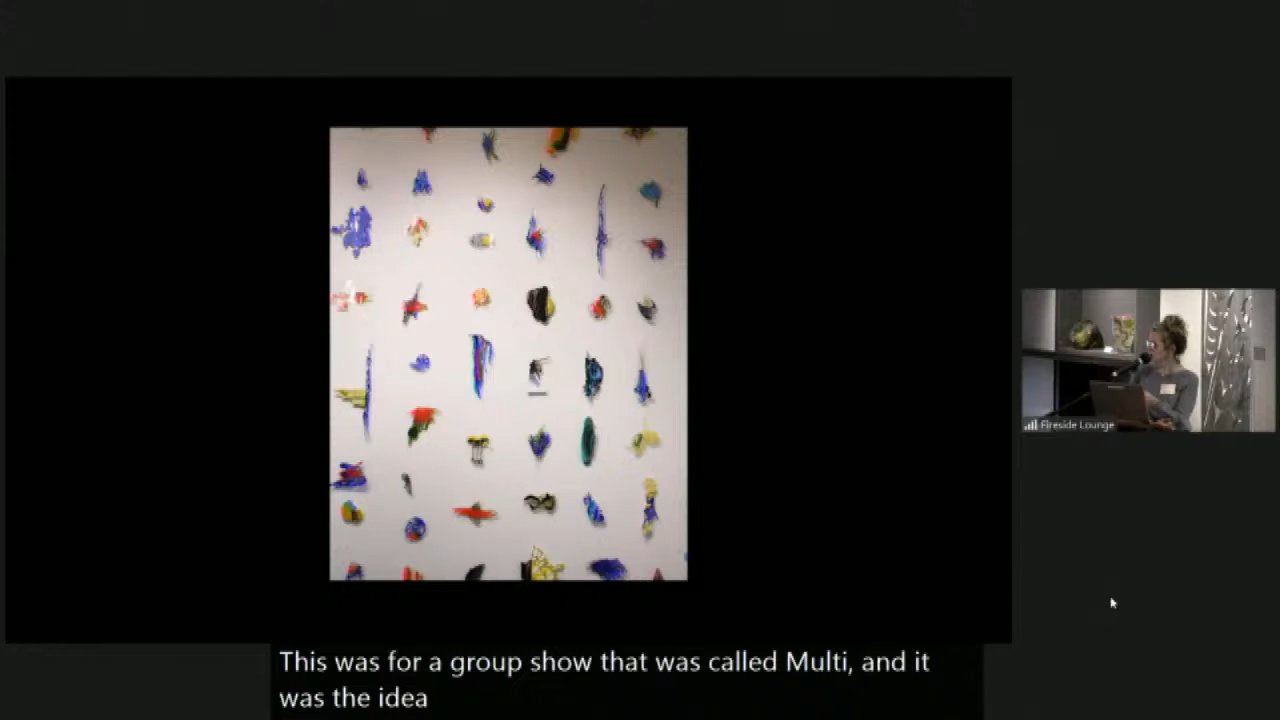 Fireside Lounge
This was for a group show that was called Multi, and it
was the idea